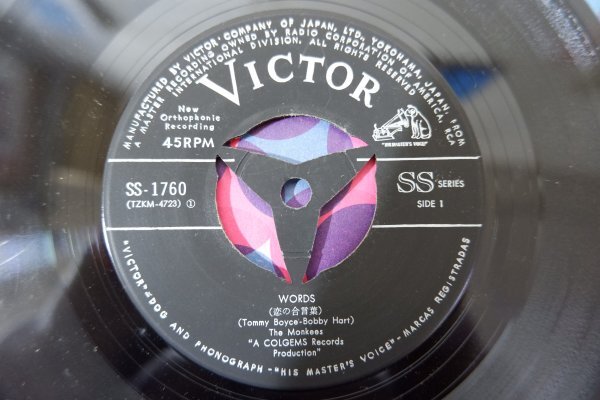 MANUFACTURED BY VICTOR COMPANY OF JAPAN, LTD., YOKOHAMA, JAPAN, FROM
A MASTER RECORDING OWNED BY RADIO CORPORATION OF AMERICA, RCA
INTERNATIONAL DIVISION, ALL RIGHTS RESERVED
VICTOR
New
Orthophonic
Recording
45RPM
"HIS MASTER'S VOICE"
SS-1760
(TZKM-4723) ①
SS SERIES
SIDE 1
WORDS
(恋の合言葉)
(Tommy Boyce-Bobby Hart)
The Monkees
"A COLGEMS Records
Production"
"VICTOR"-"DOG AND PHONOGRAPH-"HIS MASTER'S VOICE"-MARCAS REGISTRADAS